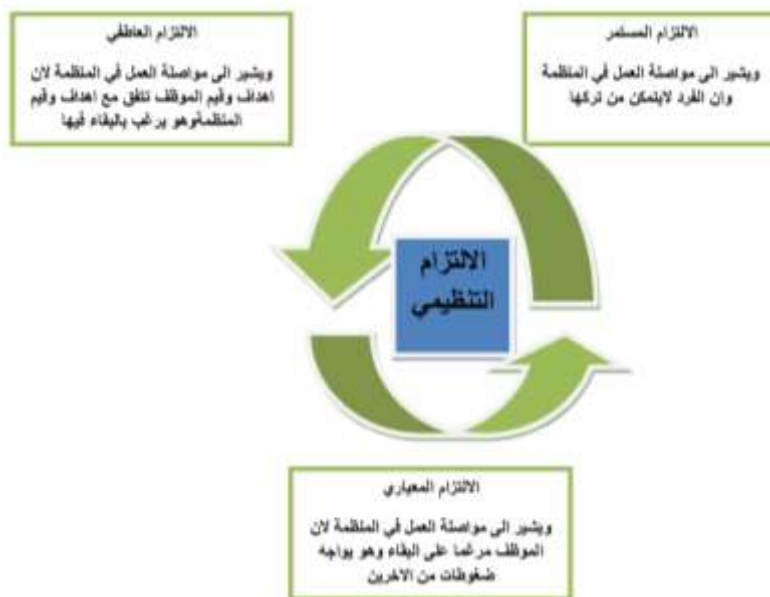 الالتزام المستمر
ويشير الى مواصلة العمل في المنظمة
وان الفرد لايتمكن من تركها
الالتزام العاطفي
ويشير الى مواصلة العمل في المنظمة لان
اهداف وقيم الموظف تتفق مع اهداف وقيم
المنظمةوهو يرغب بالبقاء فيها
الالتزام
التنظيمي
الالتزام المعياري
ويشير الى مواصلة العمل في المنظمة لان
الموظف مرغما على البقاء وهو يواجه
ضغوطات من الاخرين